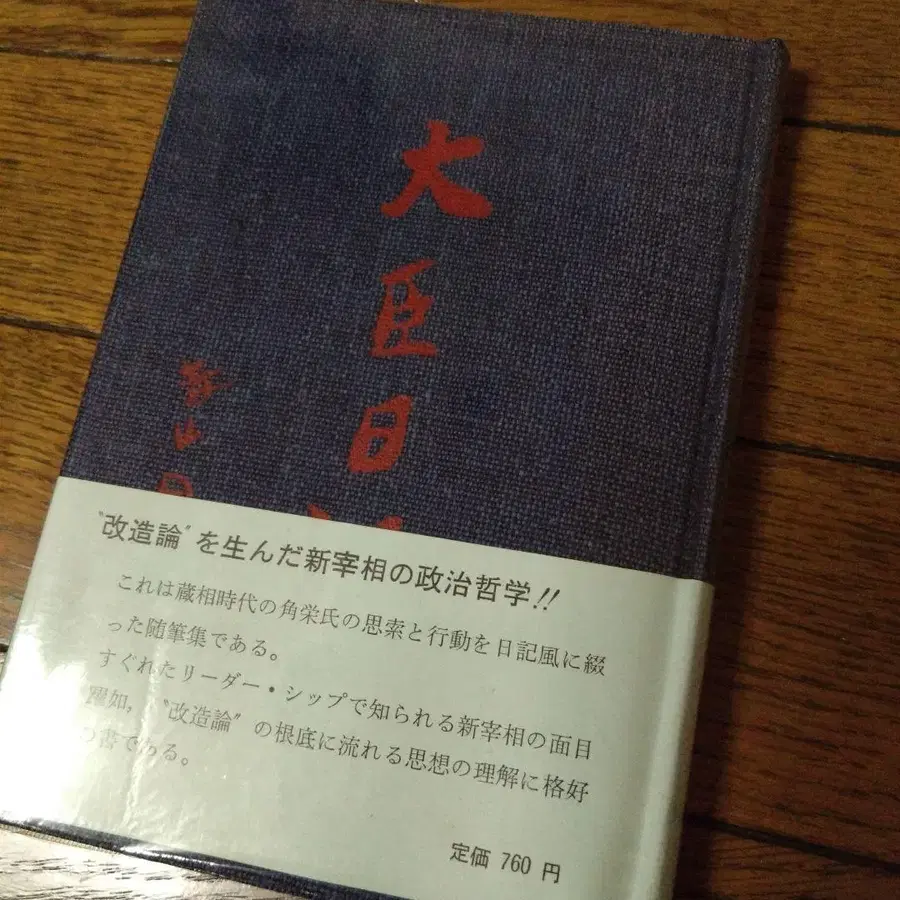 大臣日
〝改造論〟を生んだ新宰相の政治哲学!!
これは蔵相時代の角栄氏の思索と行動を日記風に綴
った随筆集である。
すぐれたリーダー・シップで知られる新宰相の面目
躍如，〝改造論〟の根底に流れる思想の理解に格好
の書である。
定価 760 円